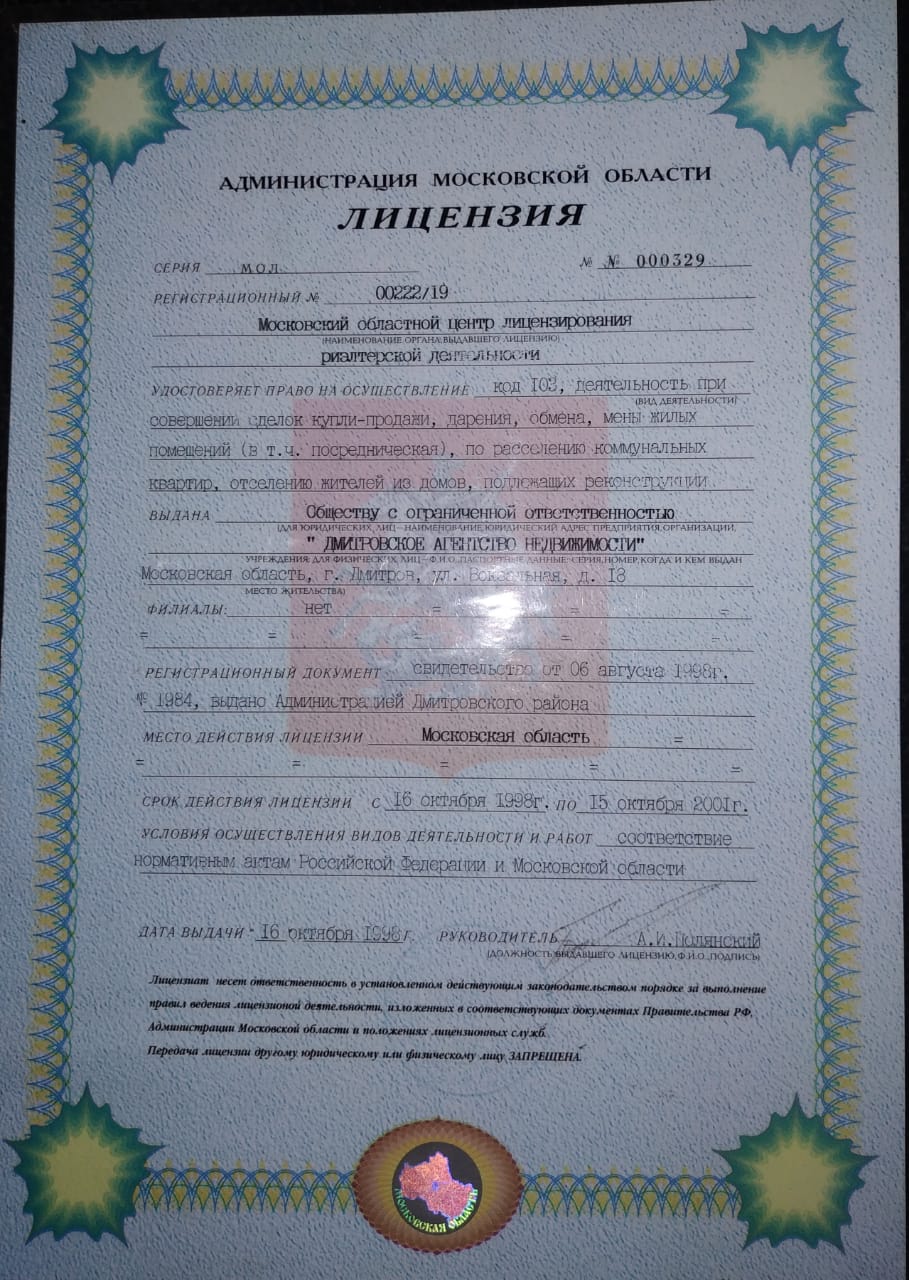 АДМИНИСТРАЦИЯ МОСКОВСКОЙ ОБЛАСТИ
ЛИЦЕНЗИЯ
СЕРИЯ МОЛ № № 000329
РЕГИСТРАЦИОННЫЙ № 00222/19
Московский областной центр лицензирования
(НАИМЕНОВАНИЕ ОРГАНА, ВЫДАВШЕГО ЛИЦЕНЗИЮ)
риалтерской деятельности
УДОСТОВЕРЯЕТ ПРАВО НА ОСУЩЕСТВЛЕНИЕ код 103, деятельность при
(ВИД ДЕЯТЕЛЬНОСТИ)
совершении сделок купли-продажи, дарения, обмена, мены жилых
помещений (в т.ч. посредническая), по расселению коммунальных
квартир, отселению жителей из домов, подлежащих реконструкции
ВЫДАНА Обществу с ограниченной ответственностью
(ДЛЯ ЮРИДИЧЕСКИХ ЛИЦ – НАИМЕНОВАНИЕ, ЮРИДИЧЕСКИЙ АДРЕС ПРЕДПРИЯТИЯ, ОРГАНИЗАЦИИ,
" ДМИТРОВСКОЕ АГЕНТСТВО НЕДВИЖИМОСТИ"
УЧРЕЖДЕНИЯ; ДЛЯ ФИЗИЧЕСКИХ ЛИЦ – Ф.И.О., ПАСПОРТНЫЕ ДАННЫЕ: СЕРИЯ, НОМЕР, КОГДА И КЕМ ВЫДАН
Московская область, г. Дмитров, ул. Вокзальная, д. 18
МЕСТО ЖИТЕЛЬСТВА)
ФИЛИАЛЫ: нет = = =
= = = = =
РЕГИСТРАЦИОННЫЙ ДОКУМЕНТ свидетельство от 06 августа 1998г.
№ 1984, выдано Администрацией Дмитровского района
МЕСТО ДЕЙСТВИЯ ЛИЦЕНЗИИ Московская область =
= = = = =
СРОК ДЕЙСТВИЯ ЛИЦЕНЗИИ С 16 октября 1998г. ПО 15 октября 2001г.
УСЛОВИЯ ОСУЩЕСТВЛЕНИЯ ВИДОВ ДЕЯТЕЛЬНОСТИ И РАБОТ соответствие
нормативным актам Российской Федерации и Московской области
ДАТА ВЫДАЧИ 16 октября 1998г. РУКОВОДИТЕЛЬ А.И.Полянский
(ДОЛЖНОСТЬ ВЫДАВШЕГО ЛИЦЕНЗИЮ, Ф.И.О., ПОДПИСЬ)
Лицензиат несет ответственность в установленном действующим законодательством порядке за выполнение
правил ведения лицензионой деятельности, изложенных в соответствующих документах Правительства РФ,
Администрации Московской области и положениях лицензионных служб.
Передача лицензии другому юридическому или физическому лицу ЗАПРЕЩЕНА.
МОСКОВСКАЯ ОБЛАСТЬ